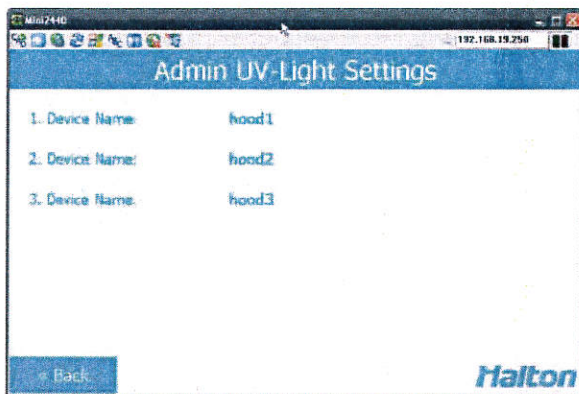 Mini2440
192.168.19.250
Admin UV-Light Settings
1. Device Name: hood1
2. Device Name: hood2
3. Device Name: hood3
« Back
Halton